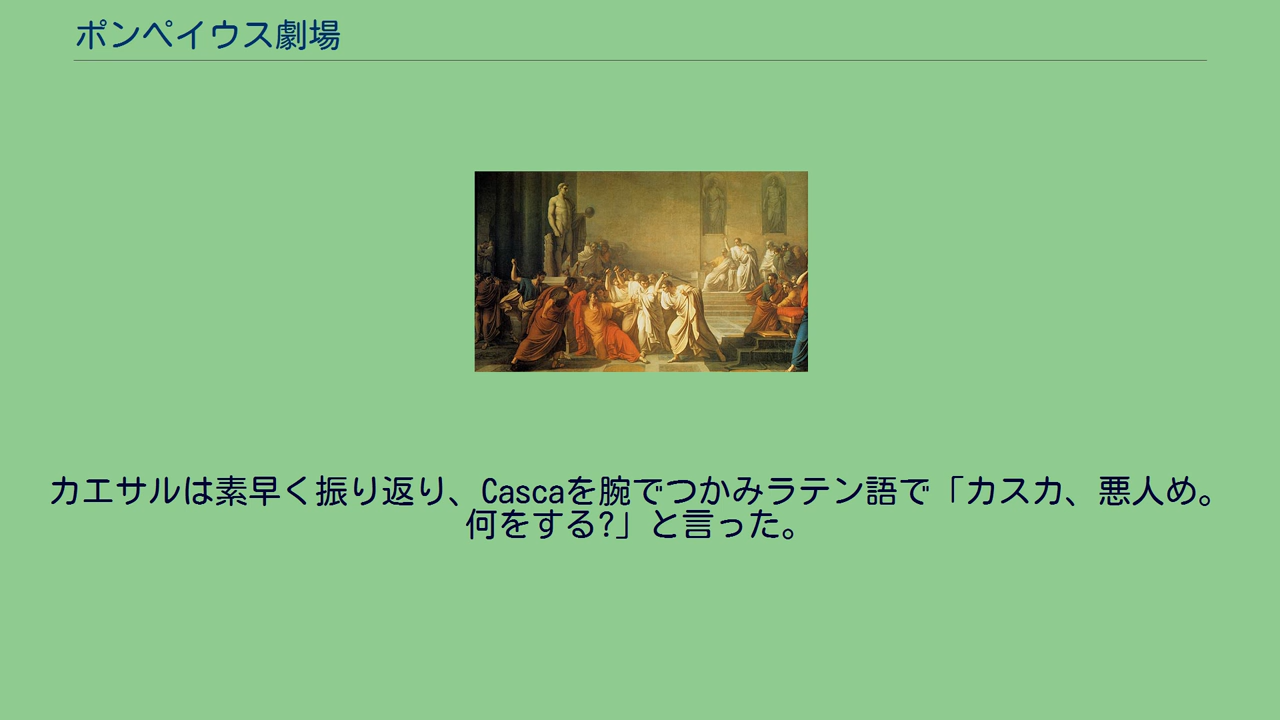 ポンペイウス劇場
カエサルは素早く振り返り、Cascaを腕でつかみラテン語で「カスカ、悪人め。
何をする?」と言った。